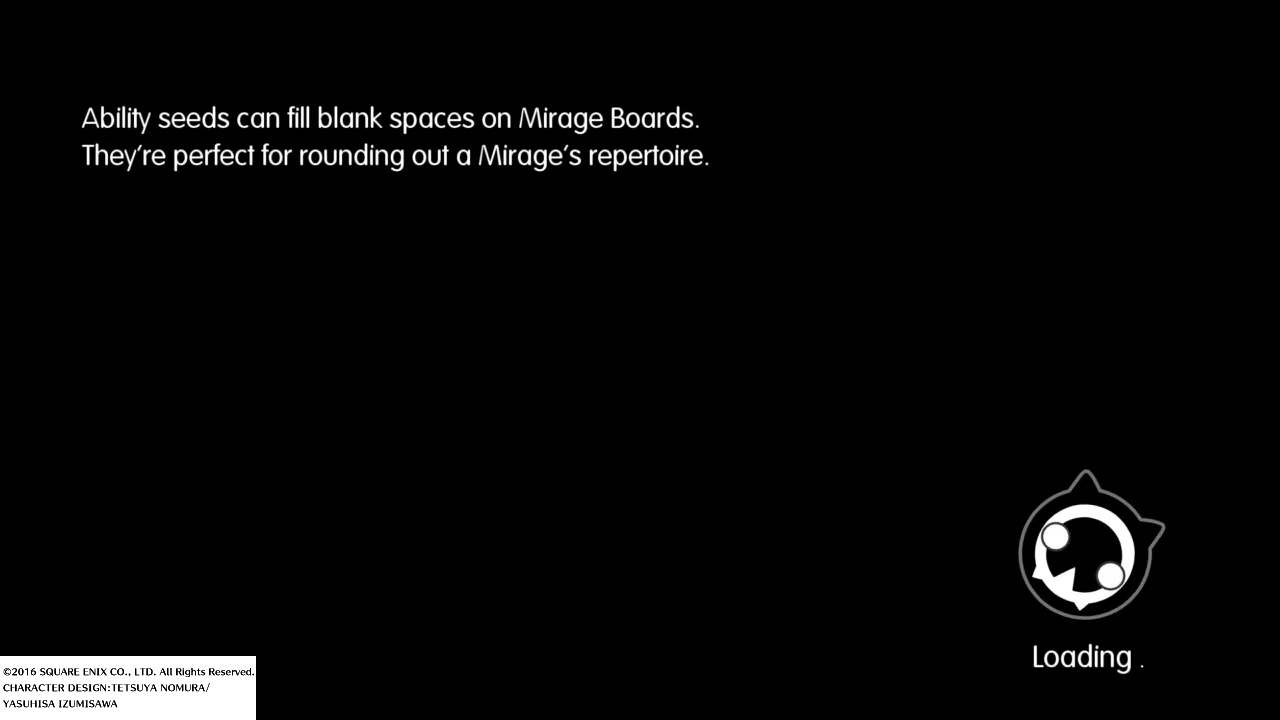 Ability seeds can fill blank spaces on Mirage Boards.
They're perfect for rounding out a Mirage's repertoire.
Loading .
©2016 SQUARE ENIX CO., LTD. All Rights Reserved.
CHARACTER DESIGN:TETSUYA NOMURA/
YASUHISA IZUMISAWA